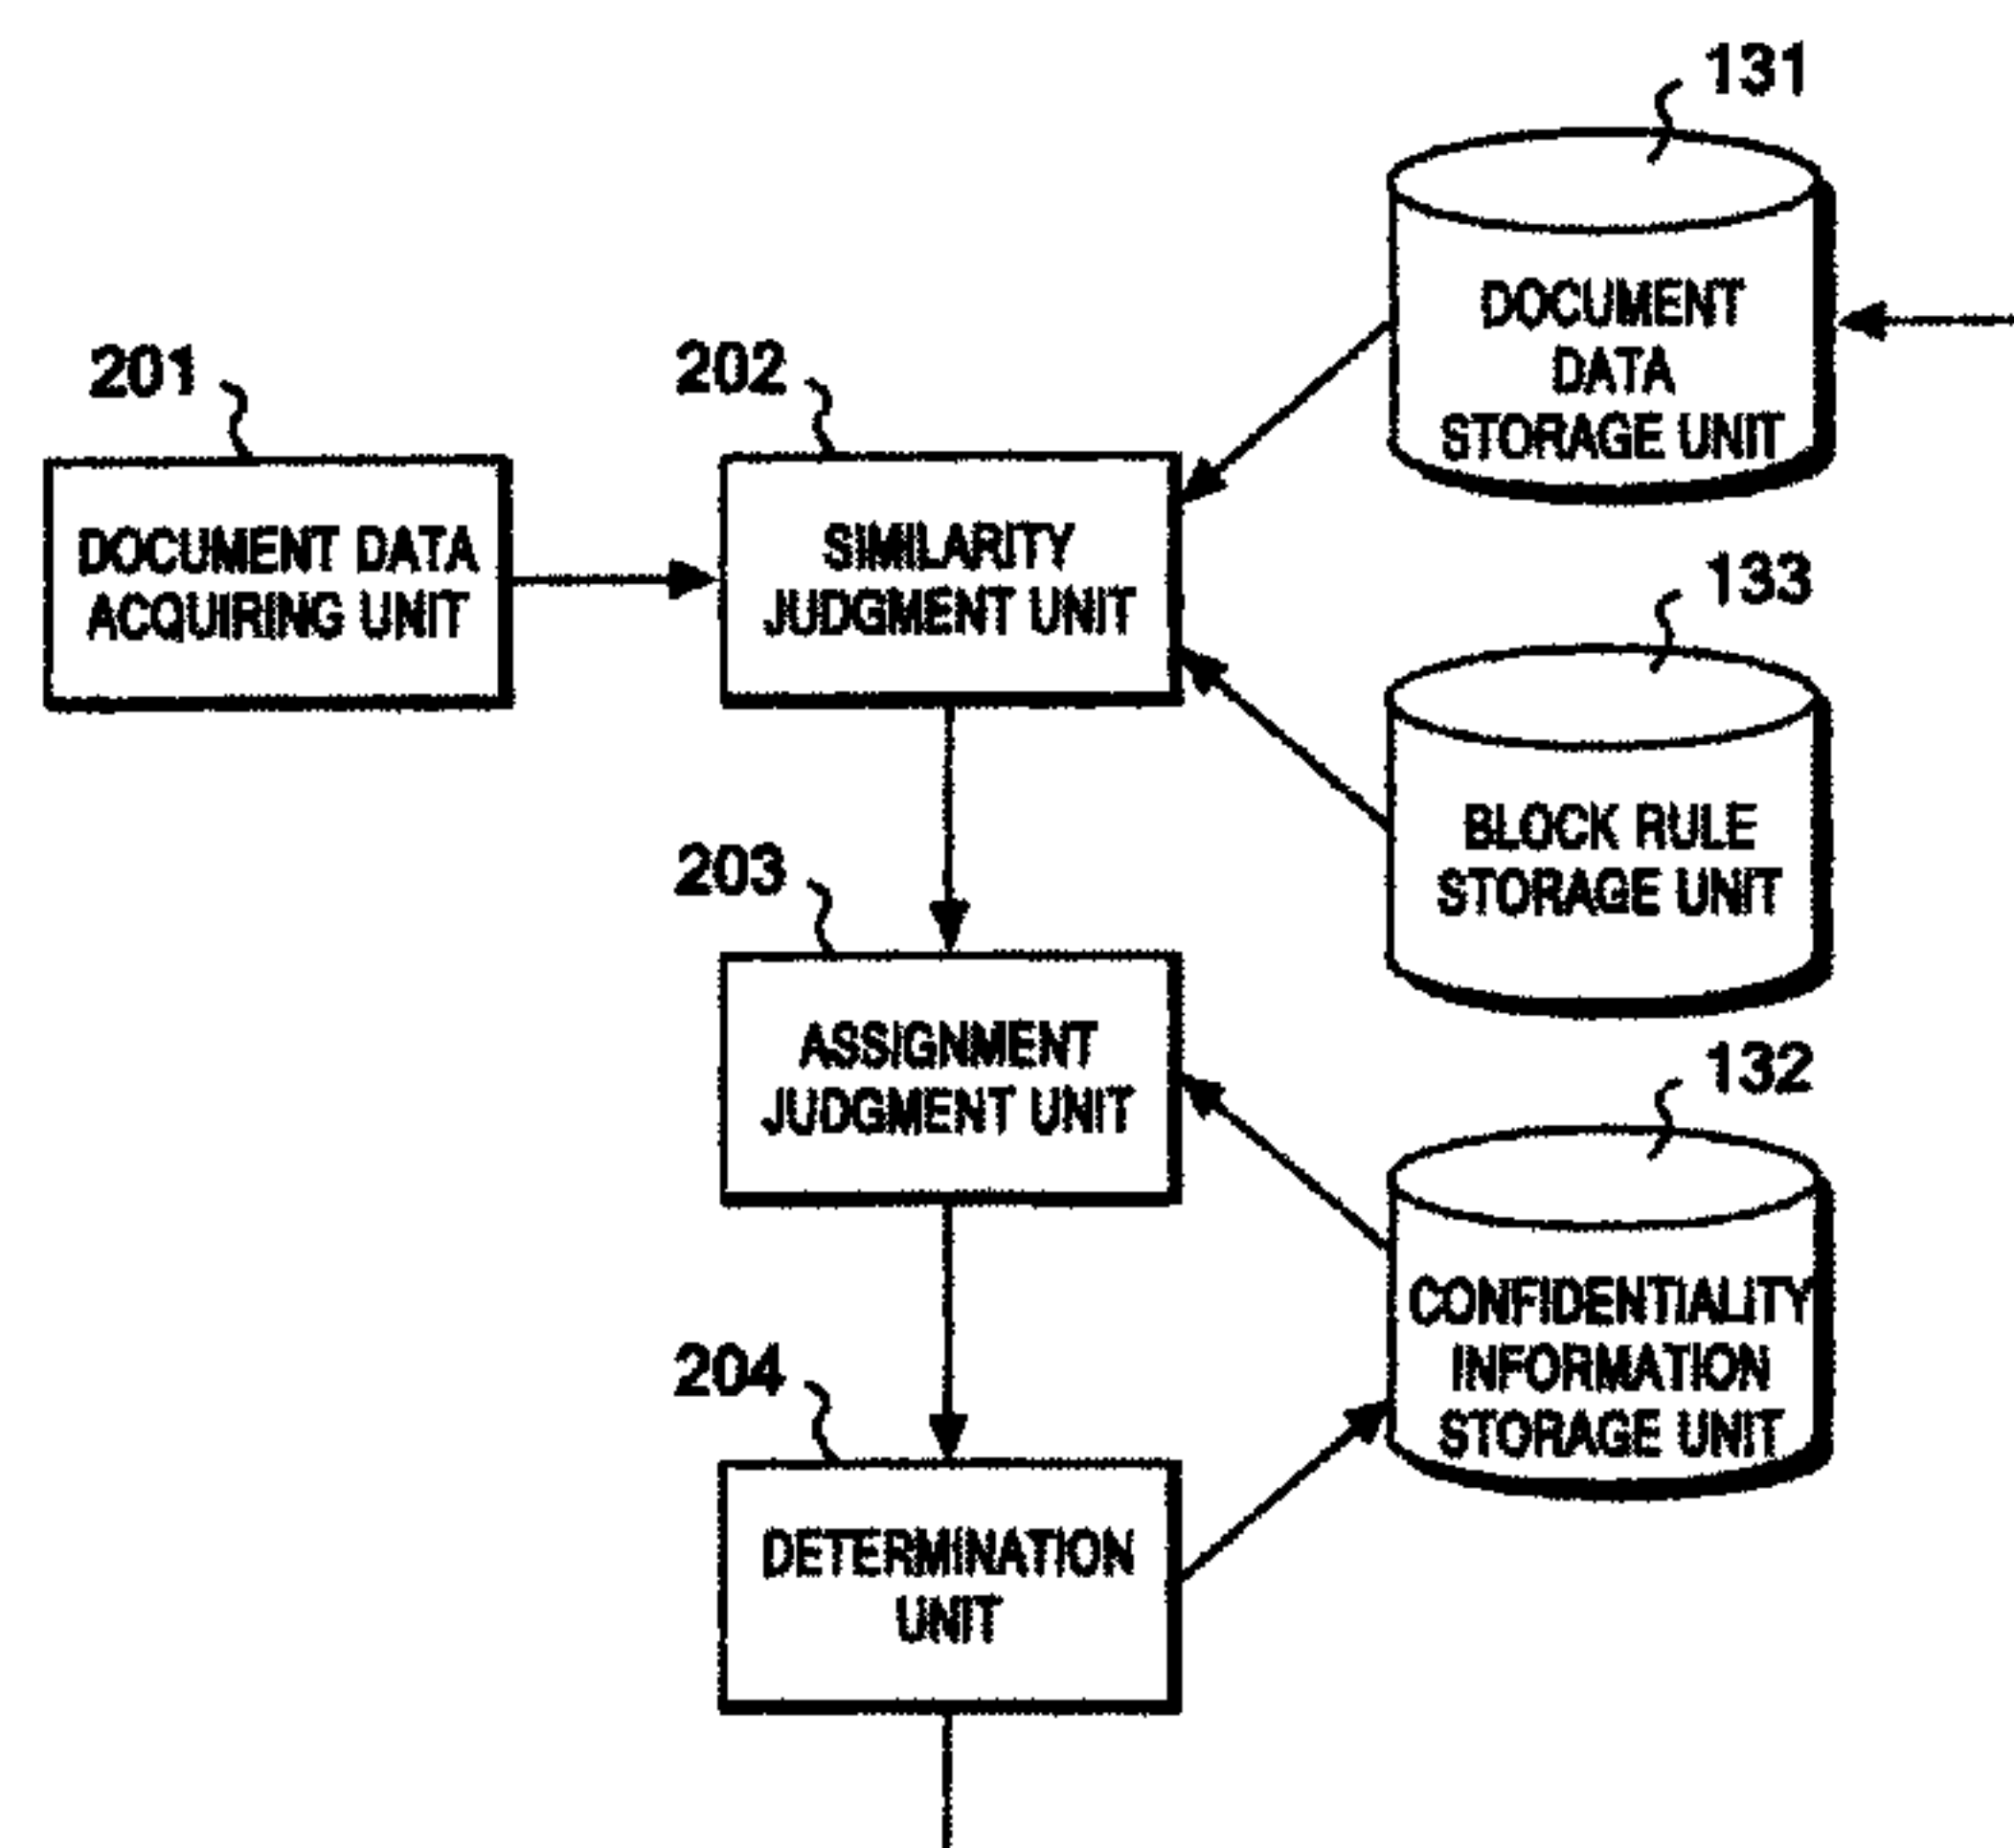 131
DOCUMENT
DATA
STORAGE UNIT
201
DOCUMENT DATA
ACQUIRING UNIT
202
SIMILARITY
JUDGMENT UNIT
133
BLOCK RULE
STORAGE UNIT
203
ASSIGNMENT
JUDGMENT UNIT
132
CONFIDENTIALITY
INFORMATION
STORAGE UNIT
204
DETERMINATION
UNIT